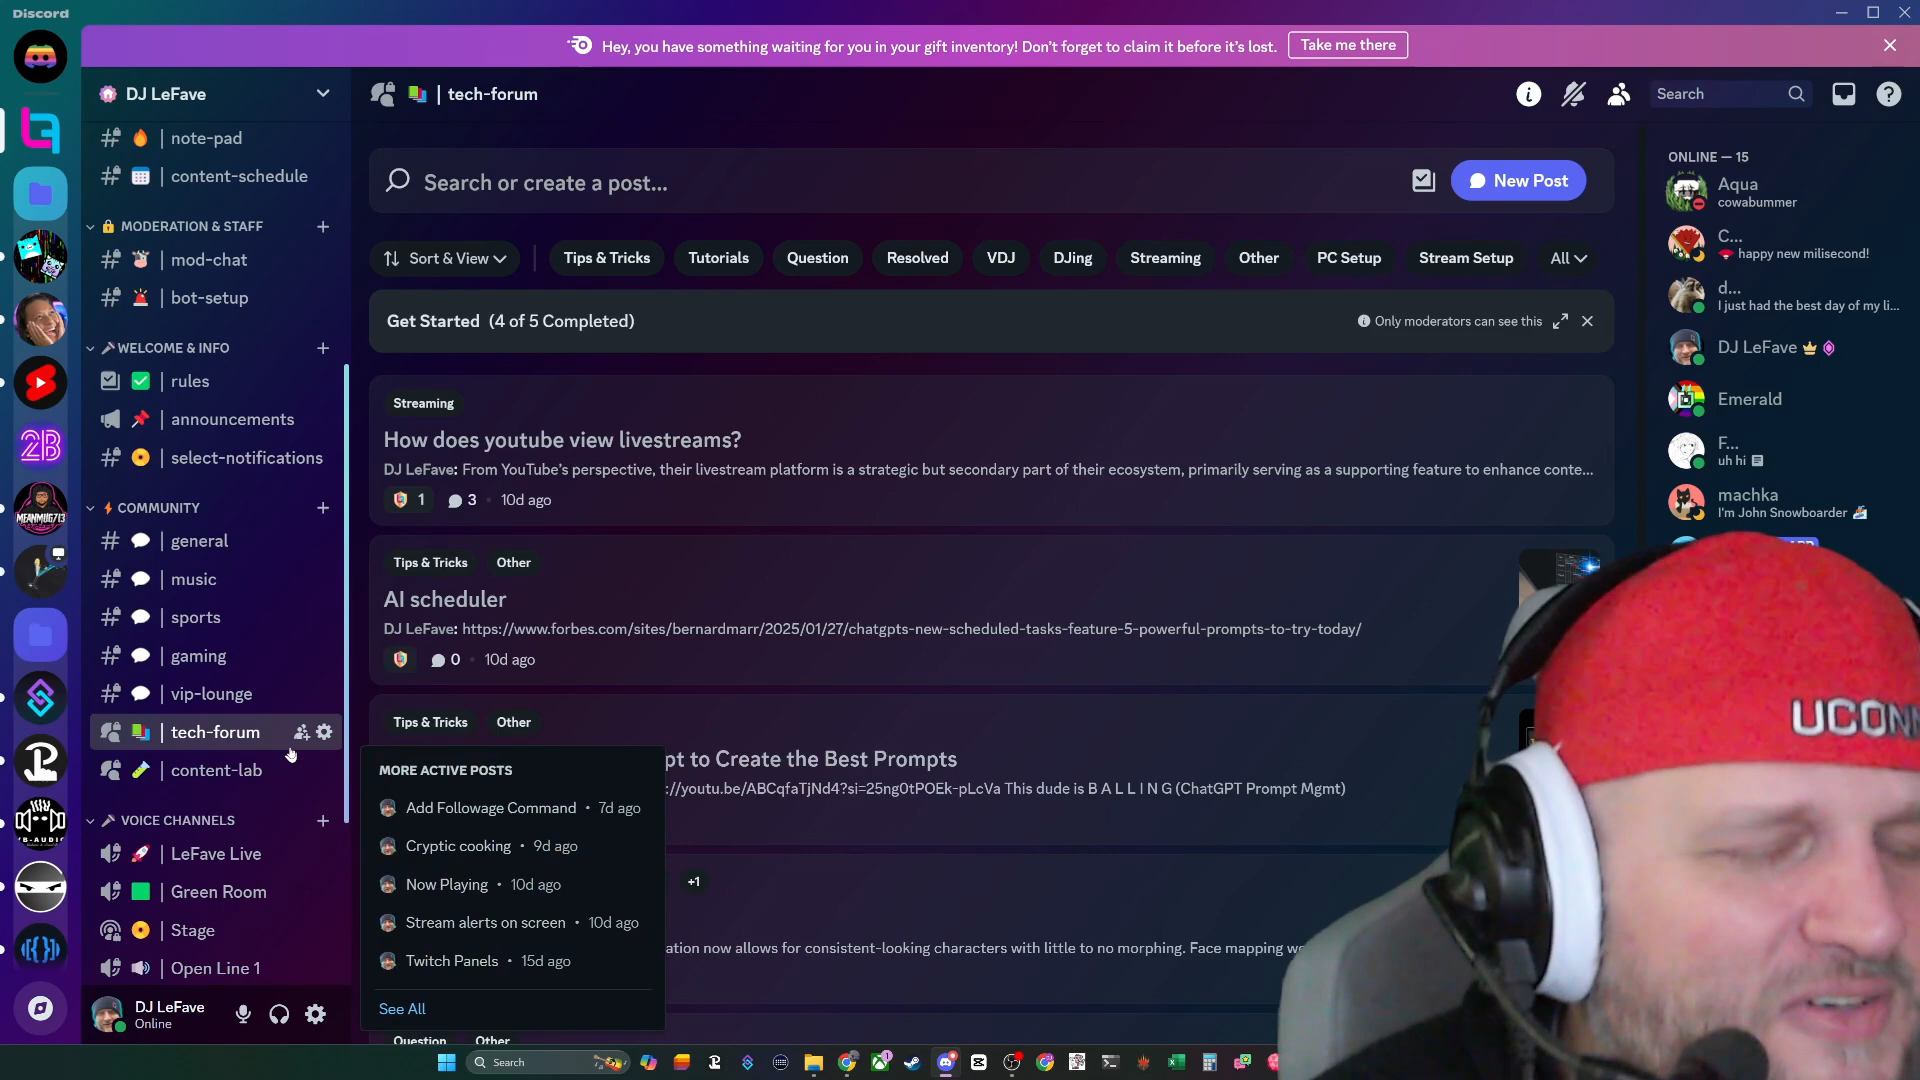 Discord
Hey, you have something waiting for you in your gift inventory! Don't forget to claim it before it's lost.
Take me there
DJ LeFave
note-pad
content-schedule
MODERATION & STAFF
mod-chat
bot-setup
WELCOME & INFO
rules
announcements
select-notifications
COMMUNITY
general
music
sports
gaming
vip-lounge
tech-forum
content-lab
VOICE CHANNELS
LeFave Live
Green Room
Stage
Open Line 1
DJ LeFave
Online
2B
MEANMUG713
tech-forum
Search
Search or create a post...
New Post
Sort & View
Tips & Tricks
Tutorials
Question
Resolved
VDJ
DJing
Streaming
Other
PC Setup
Stream Setup
All
Get Started (4 of 5 Completed)
Only moderators can see this
Streaming
How does youtube view livestreams?
DJ LeFave: From YouTube's perspective, their livestream platform is a strategic but secondary part of their ecosystem, primarily serving as a supporting feature to enhance conte...
1 3 • 10d ago
Tips & Tricks Other
AI scheduler
DJ LeFave: https://www.forbes.com/sites/bernardmarr/2025/01/27/chatgpts-new-scheduled-tasks-feature-5-powerful-prompts-to-try-today/
0 • 10d ago
Tips & Tricks Other
pt to Create the Best Prompts
://youtu.be/ABCqfaTjNd4?si=25ng0tPOEk-pLcVa This dude is B A L L I N G (ChatGPT Prompt Mgmt)
+1
ation now allows for consistent-looking characters with little to no morphing. Face mapping
Question Other
MORE ACTIVE POSTS
Add Followage Command • 7d ago
Cryptic cooking • 9d ago
Now Playing • 10d ago
Stream alerts on screen • 10d ago
Twitch Panels • 15d ago
See All
ONLINE — 15
Aqua
cowabummer
C...
happy new milisecond!
d...
I just had the best day of my li...
DJ LeFave
Emerald
F...
uh hi
machka
I'm John Snowboarder
UCONN
Search